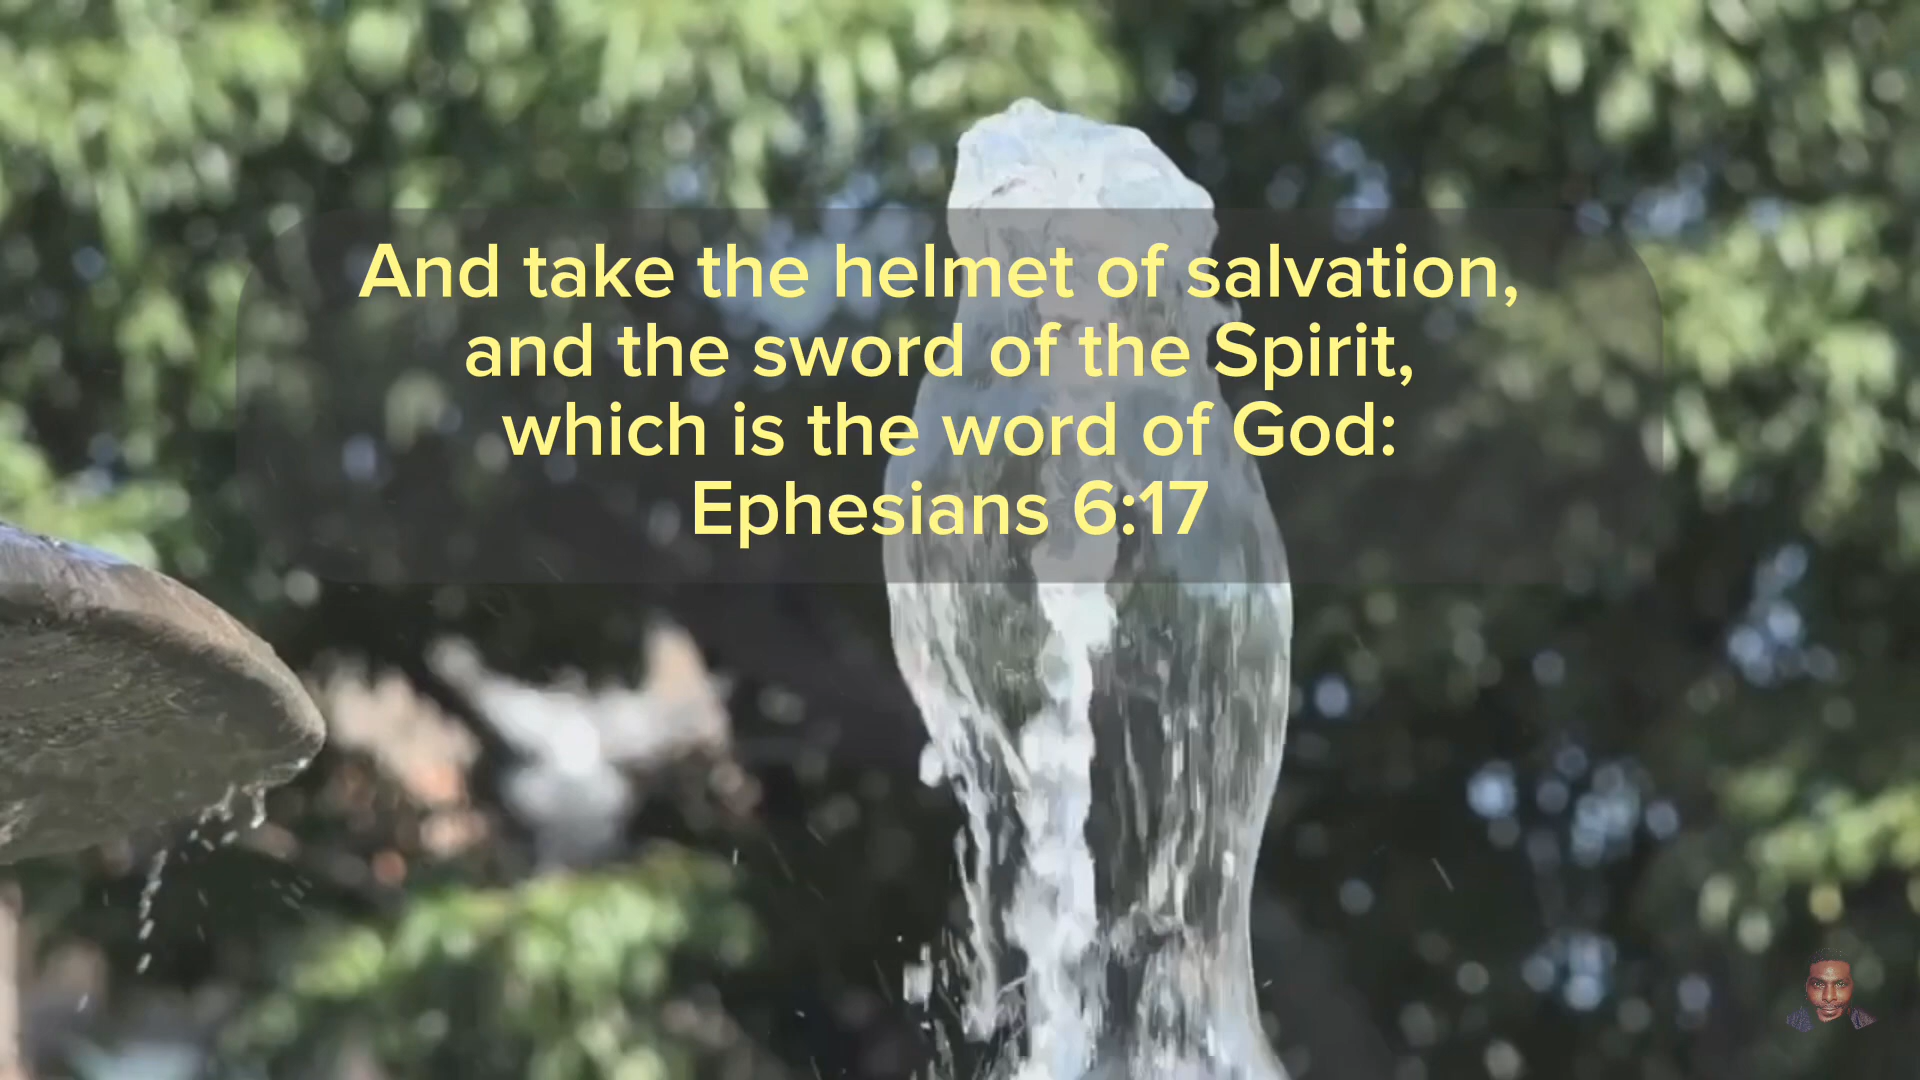 And take the helmet of salvation,
and the sword of the Spirit,
which is the word of God:
Ephesians 6:17